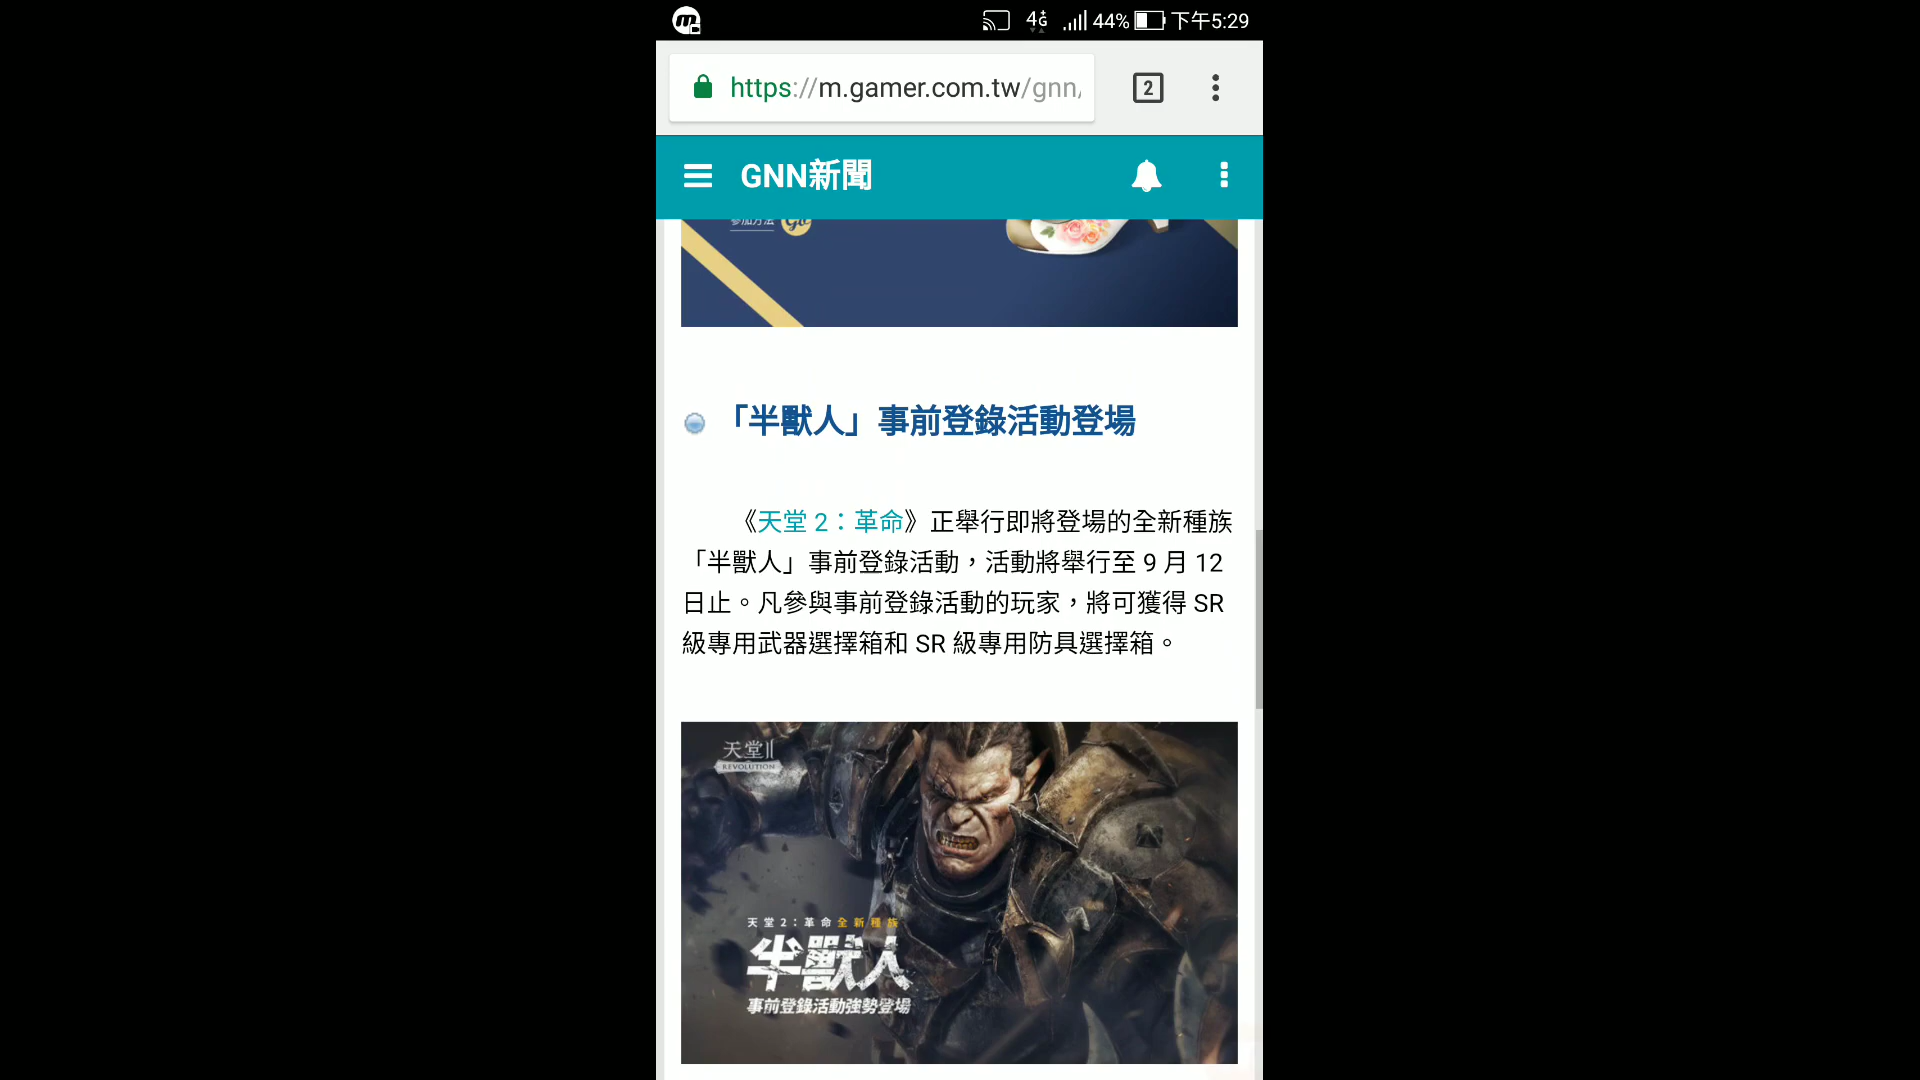 4G 44% 下午5:29
https://m.gamer.com.tw/gnn/ 2
GNN新聞
參加方法 Go
「半獸人」事前登錄活動登場
《天堂 2：革命》正舉行即將登場的全新種族
「半獸人」事前登錄活動，活動將舉行至 9 月 12
日止。凡參與事前登錄活動的玩家，將可獲得 SR
級專用武器選擇箱和 SR 級專用防具選擇箱。
天堂II
REVOLUTION
天堂2：革命全新種族
半獸人
事前登錄活動強勢登場